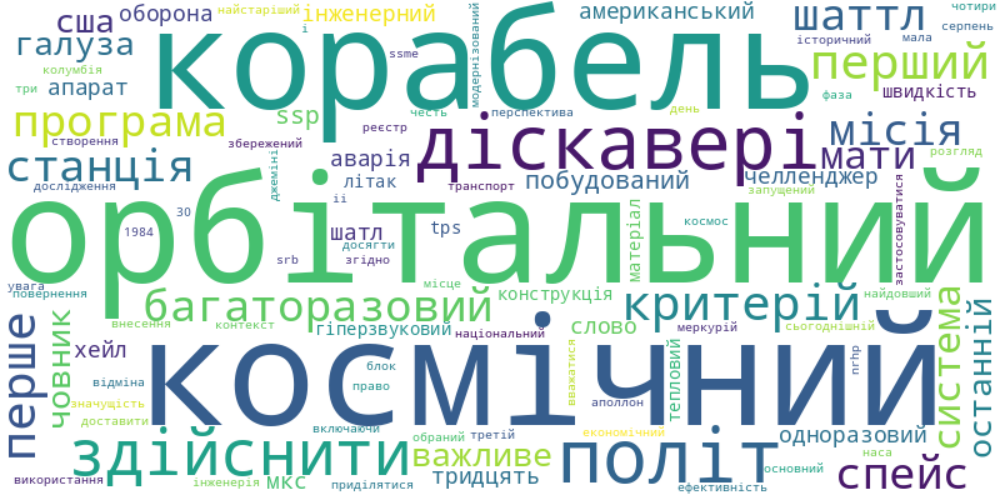 найстаріший
чотири
сша
оборона
інженерний
американський
шаттл
галуза
і
історичний
мала
серпень
корабель
модернізований
ssme
перший
колумбія
три
апарат
фаза
швидкість
програма
ssp
честь
перспектива
день
створення
реєстр
діскавері
місія
збережений
станція
аварія
мати
розгляд
дослідження
джеміні
літак
транспорт
побудований
челленджер
запущений
застосовуватися
орбітальний
30
іі
1984
шатл
tps
матеріал
космос
досягти
srb
згідно
увага
повернення
місце
багаторазовий
конструкція
критерій
найдовший
внесення
контекст
гіперзвуковий
національний
слово
меркурій
сьогоднішній
перше
човник
хейл
космічний
блок
вважатися
тепловий
nrhp
система
останній
відміна
право
значущість
аполлон
доставити
включаючи
обраний
третій
економічний
одноразовий
здійснити
важливе
політ
наса
використання
інженерія
мкс
приділятися
тридцять
основний
ефективність
спейс